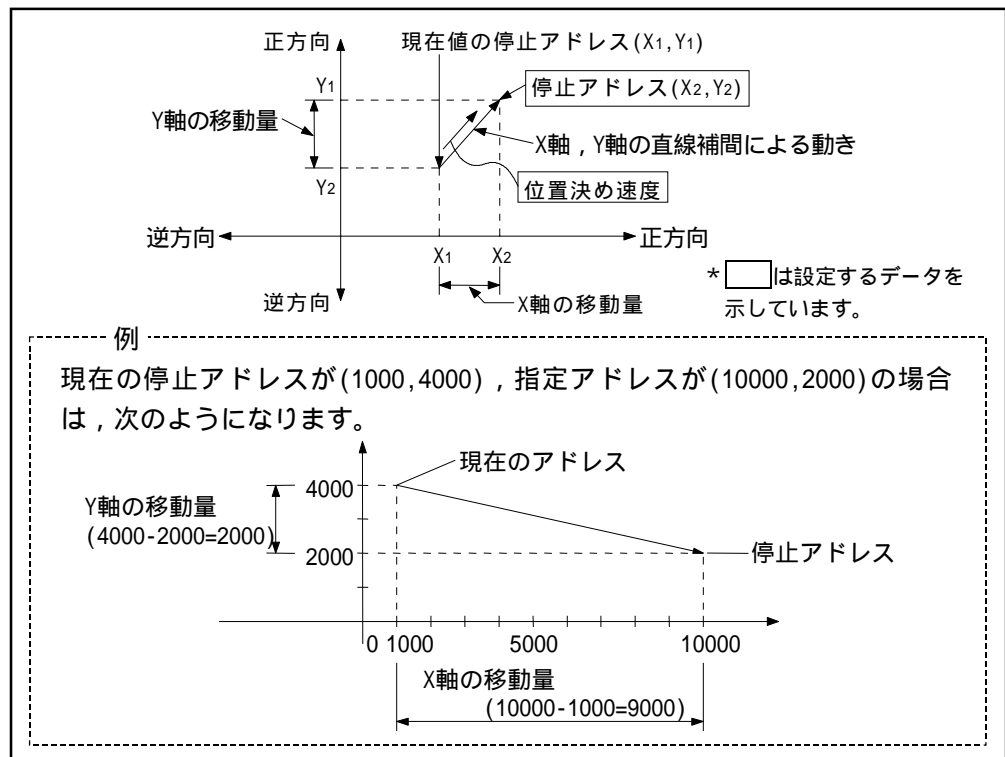 正方向
現在値の停止アドレス(X1,Y1)
Y1
停止アドレス(X2,Y2)
Y軸の移動量
X軸，Y軸の直線補間による動き
Y2
位置決め速度
逆方向
正方向
X1
X2
逆方向
X軸の移動量
*
は設定するデータを
示しています。
例
現在の停止アドレスが(1000,4000)，指定アドレスが(10000,2000)の場合
は，次のようになります。
現在のアドレス
4000
Y軸の移動量
(4000-2000=2000)
2000
停止アドレス
0 1000
5000
10000
X軸の移動量
(10000-1000=9000)